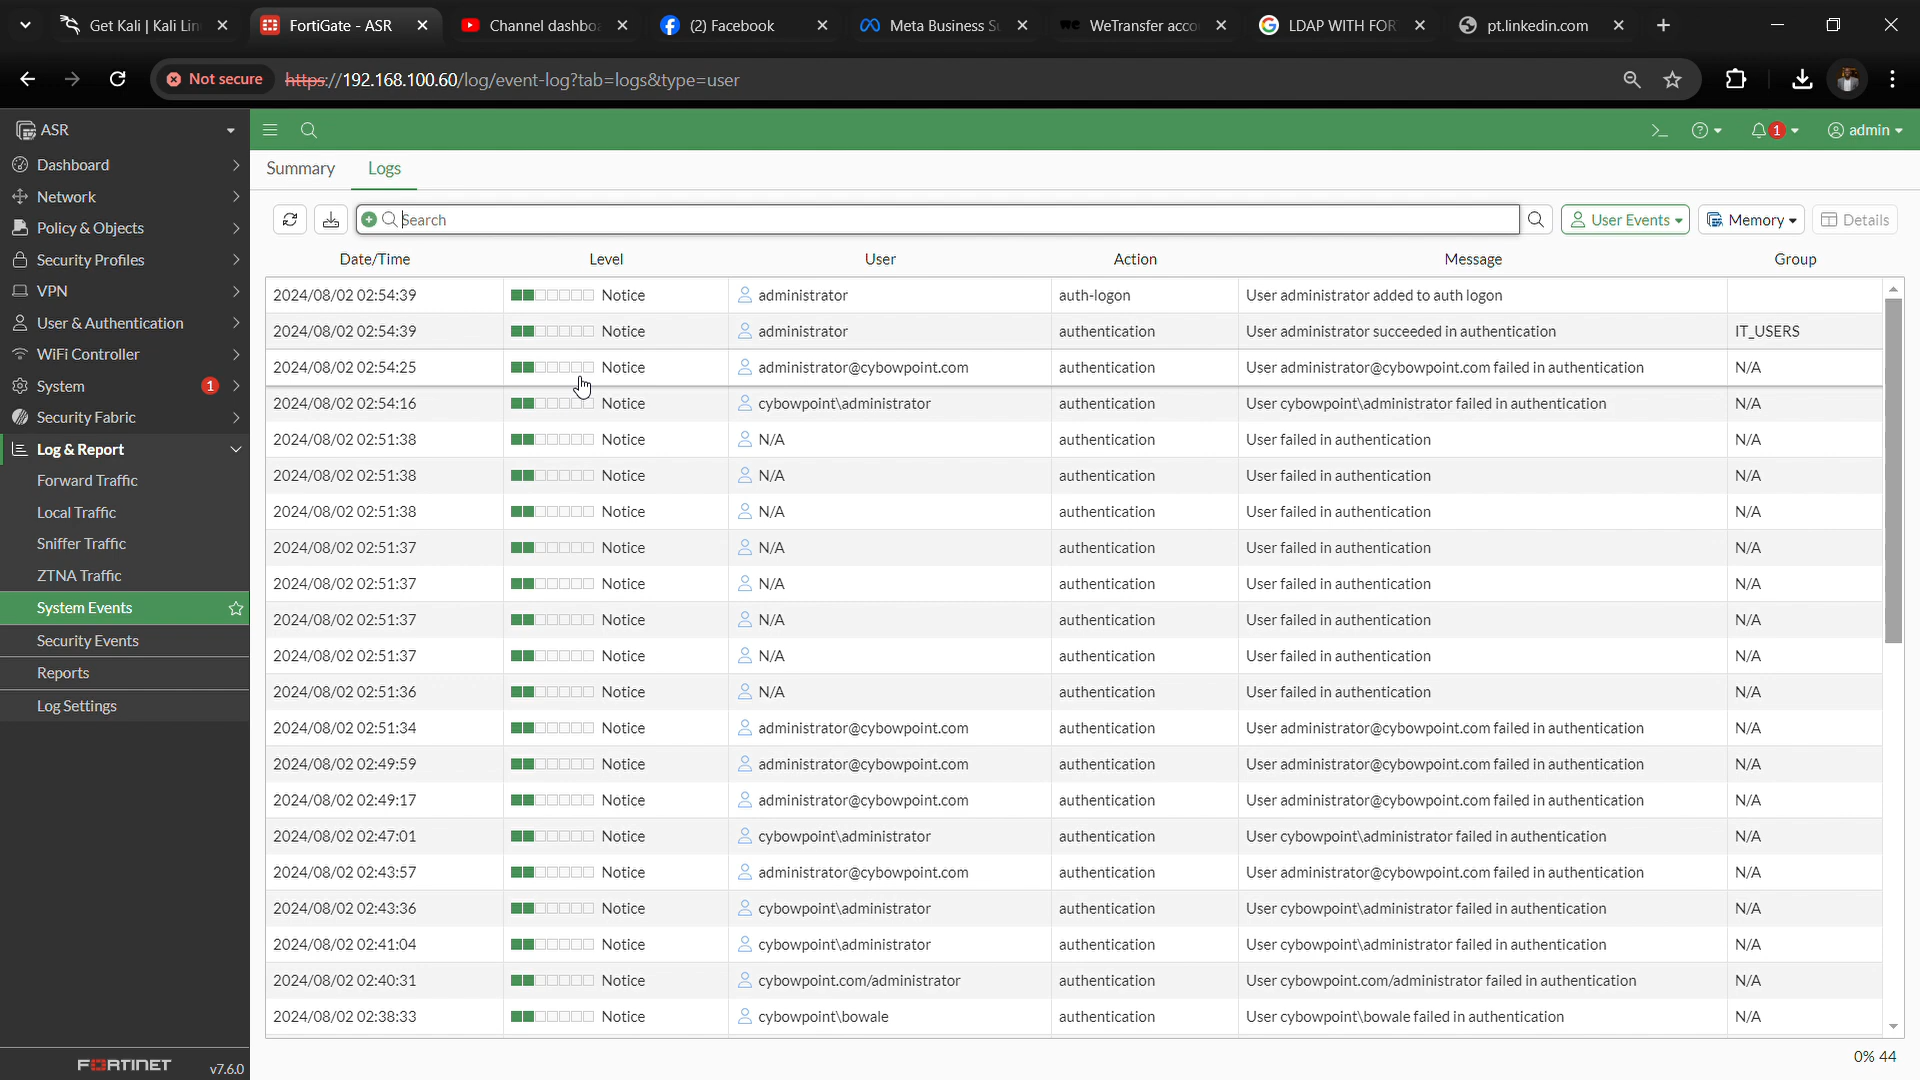 Get Kali | Kali Lin
FortiGate - ASR
Channel dashbo
(2) Facebook
Meta Business S
WeTransfer acco
LDAP WITH FOR
pt.linkedin.com
Not secure
https://192.168.100.60/log/event-log?tab=logs&type=user
ASR
1
admin
Dashboard
Network
Policy & Objects
Security Profiles
VPN
User & Authentication
WiFi Controller
System
1
Security Fabric
Log & Report
Forward Traffic
Local Traffic
Sniffer Traffic
ZTNA Traffic
System Events
Security Events
Reports
Log Settings
FORTINET
v7.6.0
Summary Logs
Search
User Events
Memory
Details
Date/Time Level User Action Message Group
2024/08/02 02:54:39 Notice administrator auth-logon User administrator added to auth logon
2024/08/02 02:54:39 Notice administrator authentication User administrator succeeded in authentication IT_USERS
2024/08/02 02:54:25 Notice administrator@cybowpoint.com authentication User administrator@cybowpoint.com failed in authentication N/A
2024/08/02 02:54:16 Notice cybowpoint\administrator authentication User cybowpoint\administrator failed in authentication N/A
2024/08/02 02:51:38 Notice N/A authentication User failed in authentication N/A
2024/08/02 02:51:38 Notice N/A authentication User failed in authentication N/A
2024/08/02 02:51:38 Notice N/A authentication User failed in authentication N/A
2024/08/02 02:51:37 Notice N/A authentication User failed in authentication N/A
2024/08/02 02:51:37 Notice N/A authentication User failed in authentication N/A
2024/08/02 02:51:37 Notice N/A authentication User failed in authentication N/A
2024/08/02 02:51:37 Notice N/A authentication User failed in authentication N/A
2024/08/02 02:51:36 Notice N/A authentication User failed in authentication N/A
2024/08/02 02:51:34 Notice administrator@cybowpoint.com authentication User administrator@cybowpoint.com failed in authentication N/A
2024/08/02 02:49:59 Notice administrator@cybowpoint.com authentication User administrator@cybowpoint.com failed in authentication N/A
2024/08/02 02:49:17 Notice administrator@cybowpoint.com authentication User administrator@cybowpoint.com failed in authentication N/A
2024/08/02 02:47:01 Notice cybowpoint\administrator authentication User cybowpoint\administrator failed in authentication N/A
2024/08/02 02:43:57 Notice administrator@cybowpoint.com authentication User administrator@cybowpoint.com failed in authentication N/A
2024/08/02 02:43:36 Notice cybowpoint\administrator authentication User cybowpoint\administrator failed in authentication N/A
2024/08/02 02:41:04 Notice cybowpoint\administrator authentication User cybowpoint\administrator failed in authentication N/A
2024/08/02 02:40:31 Notice cybowpoint.com/administrator authentication User cybowpoint.com/administrator failed in authentication N/A
2024/08/02 02:38:33 Notice cybowpoint\bowale authentication User cybowpoint\bowale failed in authentication N/A
0% 44